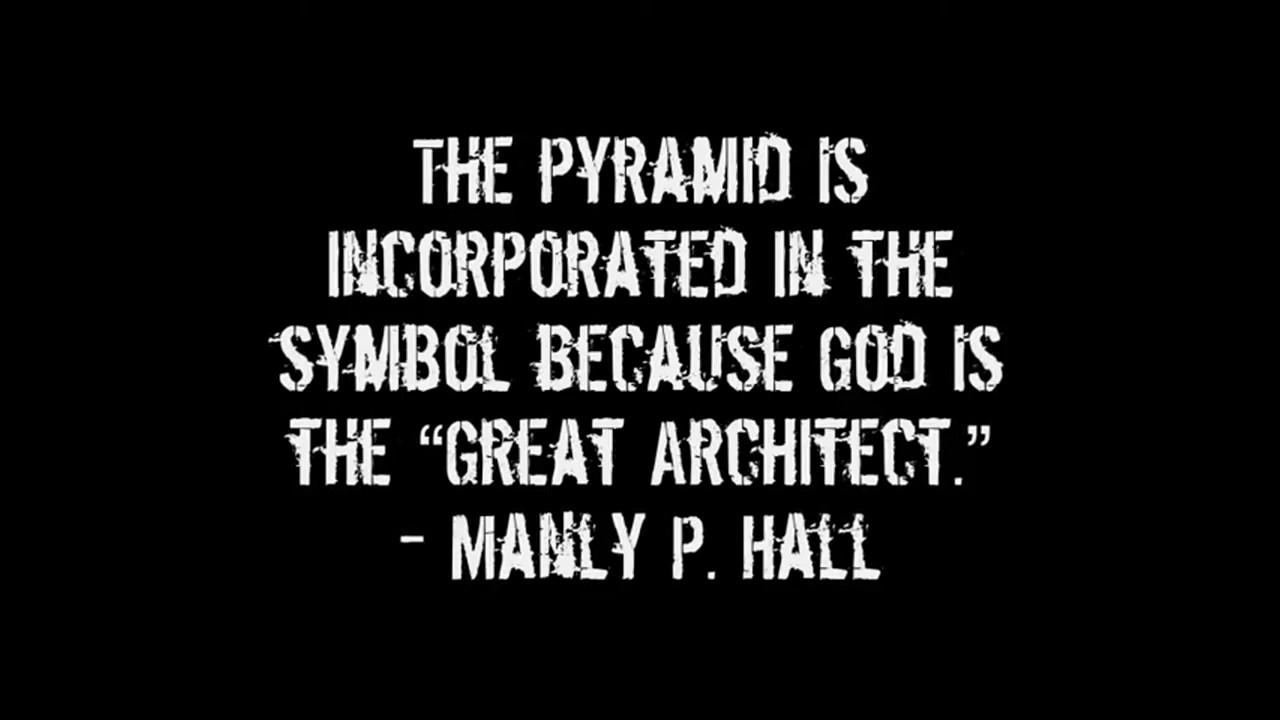 THE PYRAMID IS
INCORPORATED IN THE
SYMBOL BECAUSE GOD IS
THE “GREAT ARCHITECT.”
- MANLY P. HALL